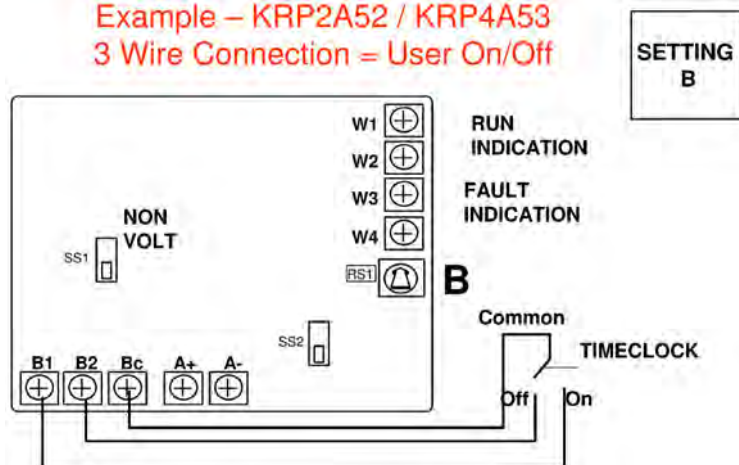 Example – KRP2A52 / KRP4A53
3 Wire Connection = User On/Off
SETTING
B
W1
RUN
INDICATION
W2
W3
FAULT
INDICATION
W4
NON
VOLT
SS1
RS1
B
SS2
Common
TIMECLOCK
B1 B2 Bc A+ A-
Off On